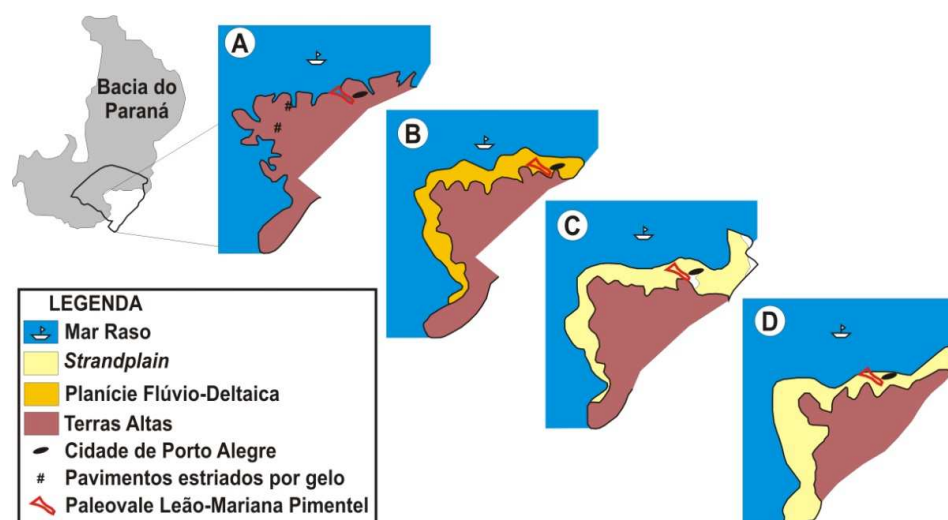 Bacia do
Paraná
A
B
C
D
LEGENDA
Mar Raso
Strandplain
Planície Flúvio-Deltaica
Terras Altas
Cidade de Porto Alegre
# Pavimentos estriados por gelo
Paleovale Leão-Mariana Pimentel